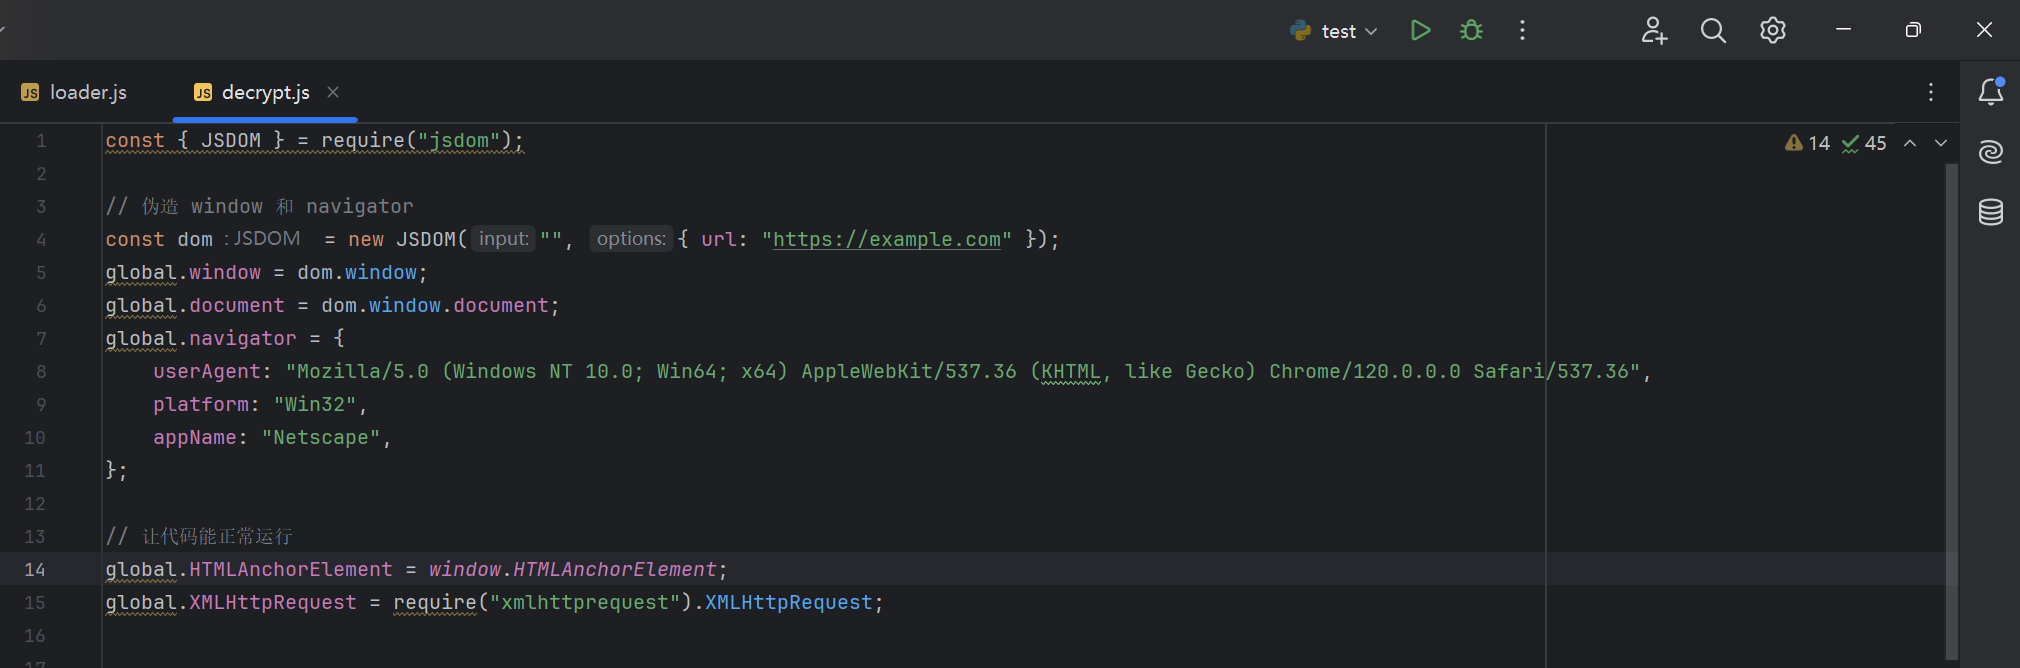 test
loader.js
decrypt.js
14 45
1 const { JSDOM } = require("jsdom");
2
3 // 伪造 window 和 navigator
4 const dom : JSDOM = new JSDOM( input: "", options: { url: "https://example.com" });
5 global.window = dom.window;
6 global.document = dom.window.document;
7 global.navigator = {
8 userAgent: "Mozilla/5.0 (Windows NT 10.0; Win64; x64) AppleWebKit/537.36 (KHTML, like Gecko) Chrome/120.0.0.0 Safari/537.36",
9 platform: "Win32",
10 appName: "Netscape",
11 };
12
13 // 让代码能正常运行
14 global.HTMLAnchorElement = window.HTMLAnchorElement;
15 global.XMLHttpRequest = require("xmlhttprequest").XMLHttpRequest;
16
17